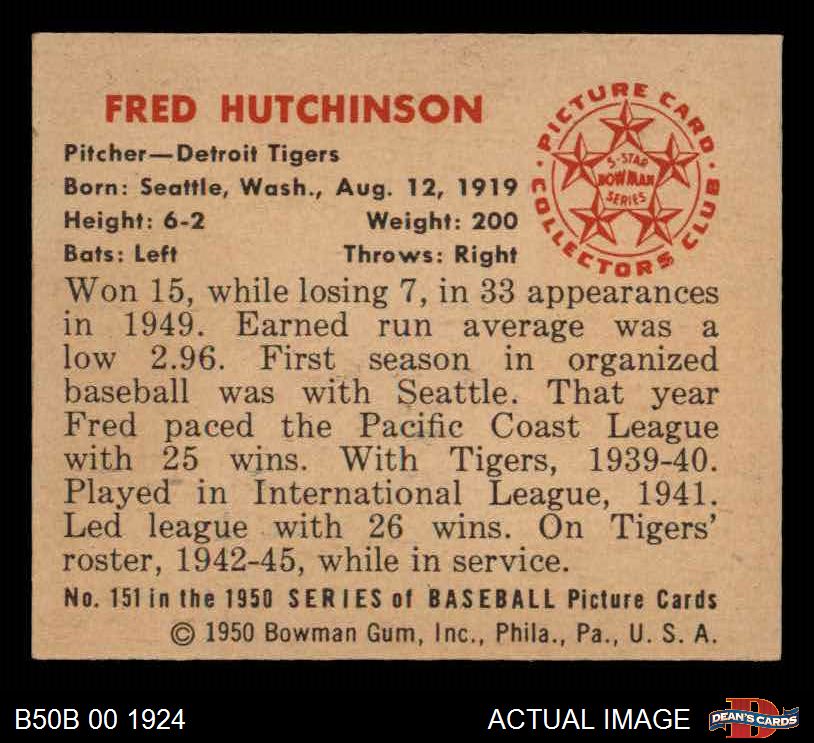 FRED HUTCHINSON
Pitcher—Detroit Tigers
Born: Seattle, Wash., Aug. 12, 1919
Height: 6-2 Weight: 200
Bats: Left Throws: Right
PICTURE CARD
COLLECTORS CLUB
5-STAR
BOWMAN
SERIES
Won 15, while losing 7, in 33 appearances
in 1949. Earned run average was a
low 2.96. First season in organized
baseball was with Seattle. That year
Fred paced the Pacific Coast League
with 25 wins. With Tigers, 1939-40.
Played in International League, 1941.
Led league with 26 wins. On Tigers'
roster, 1942-45, while in service.
No. 151 in the 1950 SERIES of BASEBALL Picture Cards
© 1950 Bowman Gum, Inc., Phila., Pa., U. S. A.
B50B 00 1924
ACTUAL IMAGE
D
DEAN'S CARDS